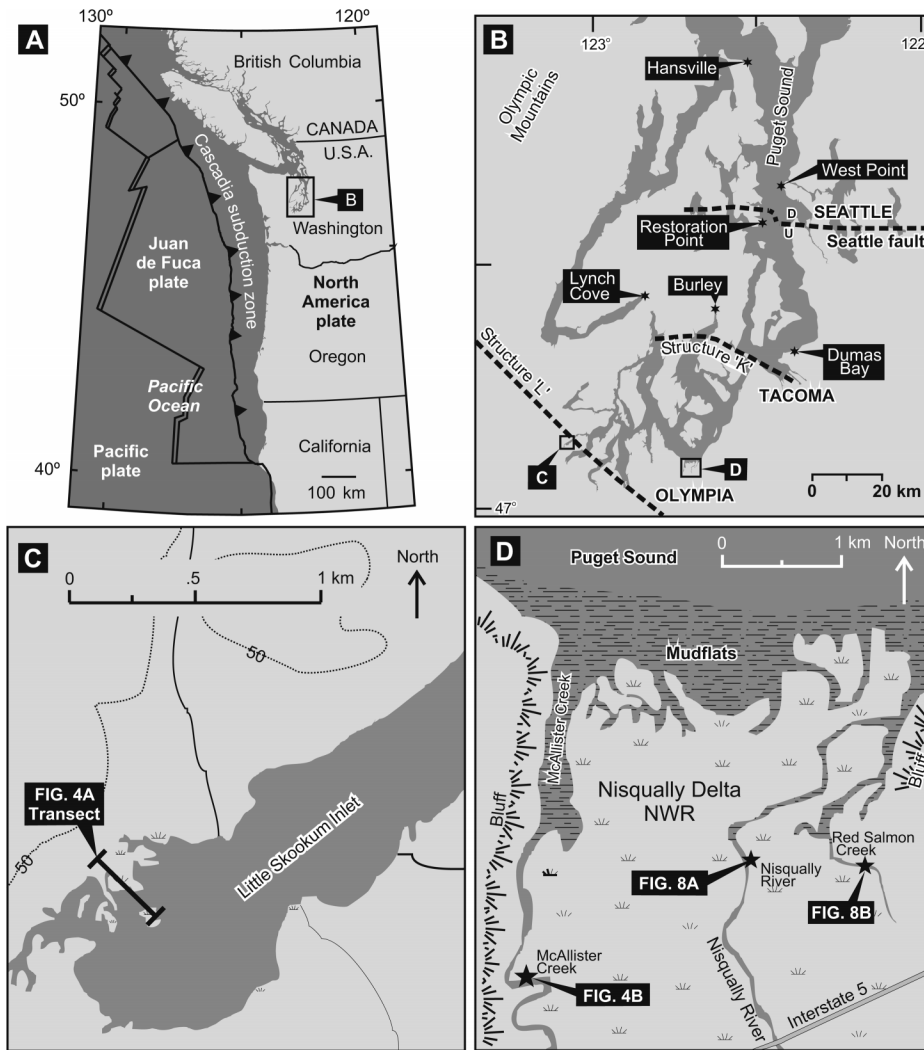 A
130º
120º
British Columbia
50º
CANADA
U.S.A.
B
Cascadia subduction zone
Washington
Juan
de Fuca
plate
North
America
plate
Oregon
Pacific
Ocean
Pacific
plate
California
40º
100 km
B
123º
122º
Olympic
Mountains
Hansville
Puget Sound
West Point
D
U
SEATTLE
Seattle fault
Restoration
Point
Lynch
Cove
Burley
Structure 'K'
Dumas
Bay
TACOMA
Structure 'L'
C
D
OLYMPIA
0
20 km
47º
C
North
0
.5
1 km
50
FIG. 4A
Transect
50
Little Skookum Inlet
D
Puget Sound
0
1 km
North
Mudflats
McAllister Creek
Bluff
Bluff
Nisqually Delta
NWR
Red Salmon
Creek
FIG. 8A
Nisqually
River
FIG. 8B
McAllister
Creek
FIG. 4B
Nisqually River
Interstate 5